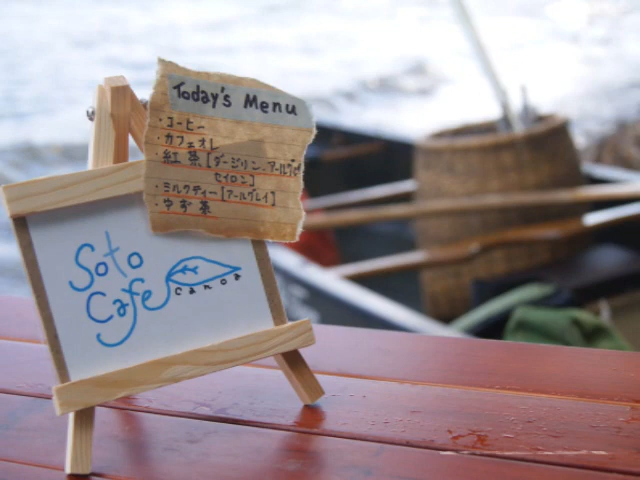 Today's Menu
・コーヒー
・カフェオレ
・紅茶[ダージリン、アールグレイ
セイロン]
・ミルクティー[アールグレイ]
・ゆず茶
Soto
Cafe
canoa